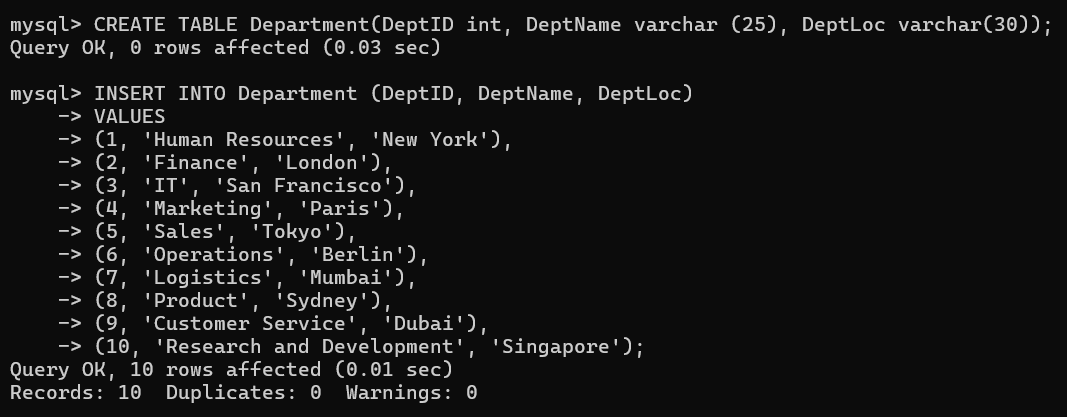 mysql> CREATE TABLE Department(DeptID int, DeptName varchar (25), DeptLoc varchar(30));
Query OK, 0 rows affected (0.03 sec)
mysql> INSERT INTO Department (DeptID, DeptName, DeptLoc)
    -> VALUES
    -> (1, 'Human Resources', 'New York'),
    -> (2, 'Finance', 'London'),
    -> (3, 'IT', 'San Francisco'),
    -> (4, 'Marketing', 'Paris'),
    -> (5, 'Sales', 'Tokyo'),
    -> (6, 'Operations', 'Berlin'),
    -> (7, 'Logistics', 'Mumbai'),
    -> (8, 'Product', 'Sydney'),
    -> (9, 'Customer Service', 'Dubai'),
    -> (10, 'Research and Development', 'Singapore');
Query OK, 10 rows affected (0.01 sec)
Records: 10  Duplicates: 0  Warnings: 0